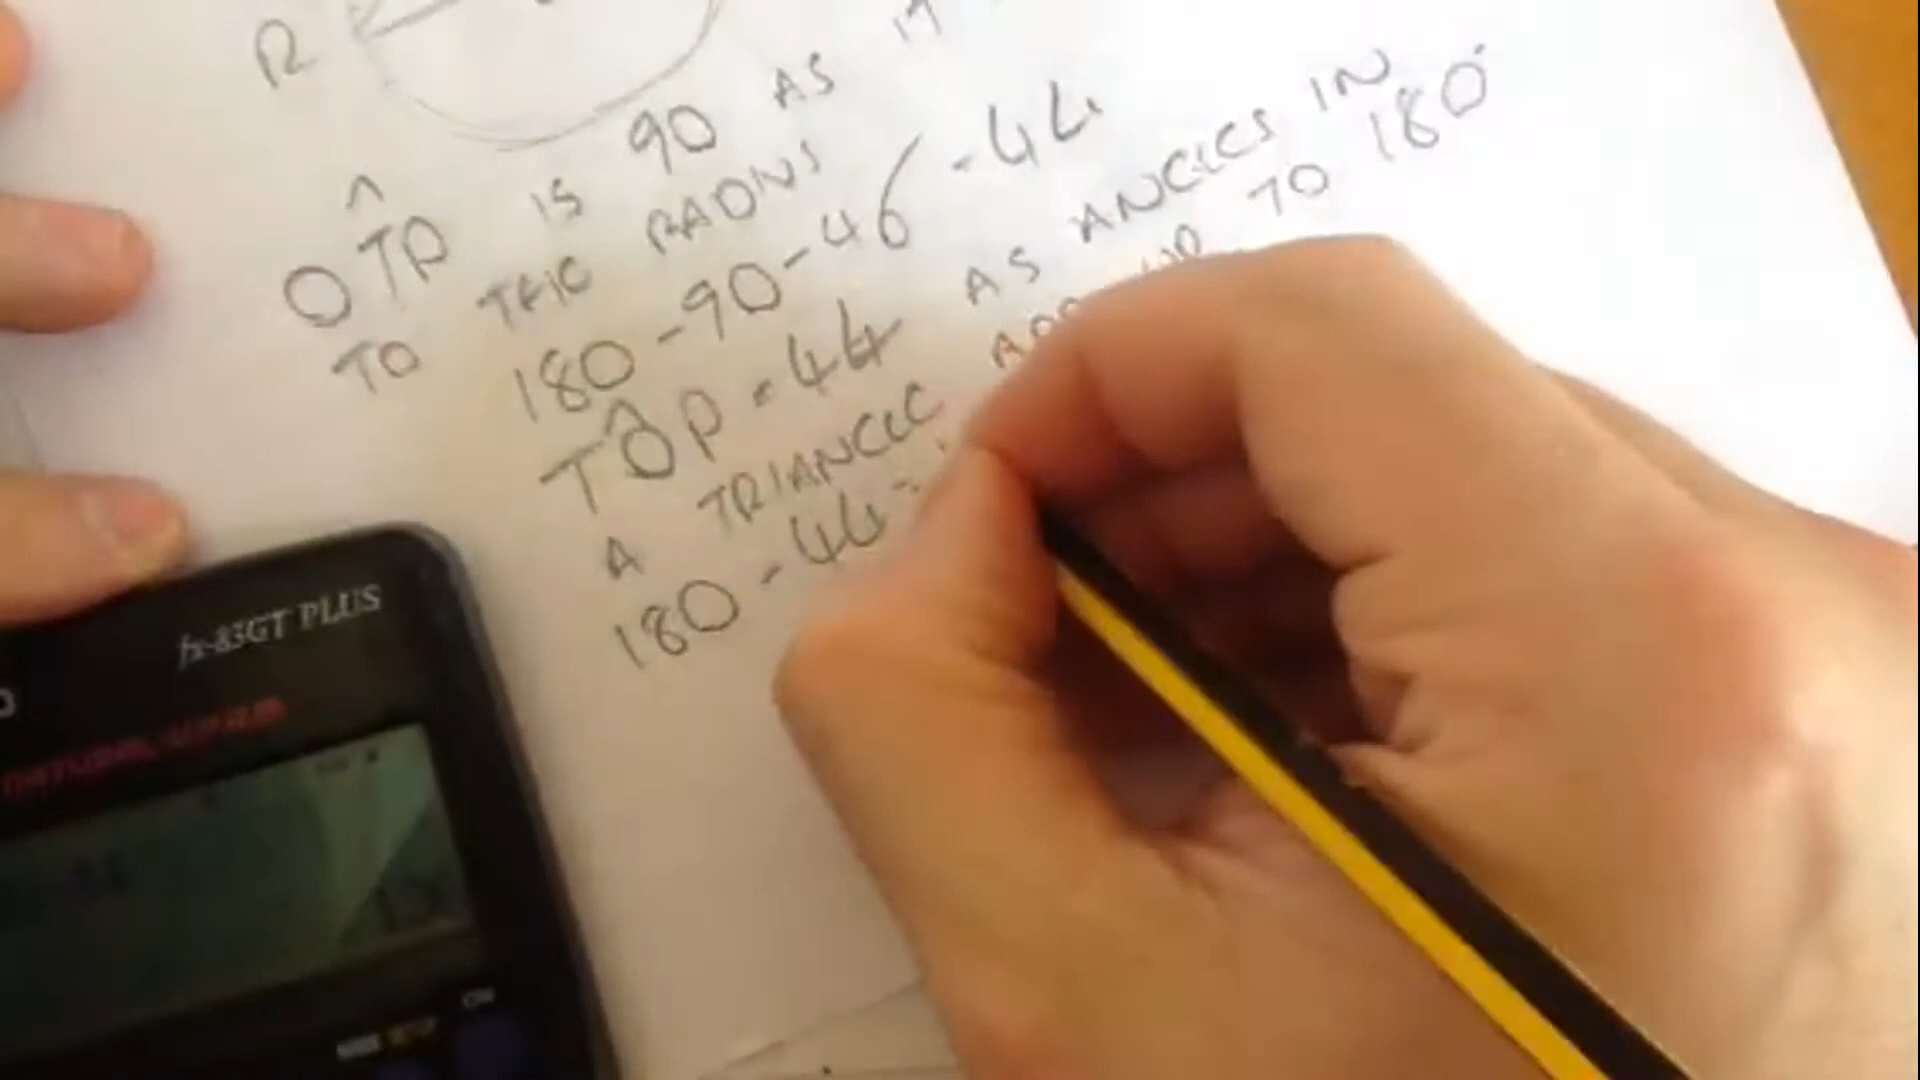 R
OT̂P IS 90 AS IT
TO THE RADIUS
180-90-46=44
TÔP=44 AS ANGLES IN
A TRIANGLE ADD UP TO 180
180-44=
fx-83GT PLUS
NATURAL-V.P.A.M.